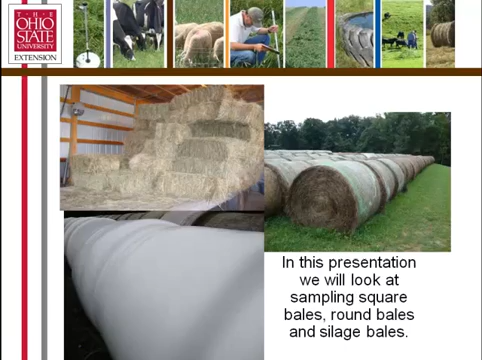 THE
OHIO
STATE
UNIVERSITY
EXTENSION
In this presentation
we will look at
sampling square
bales, round bales
and silage bales.